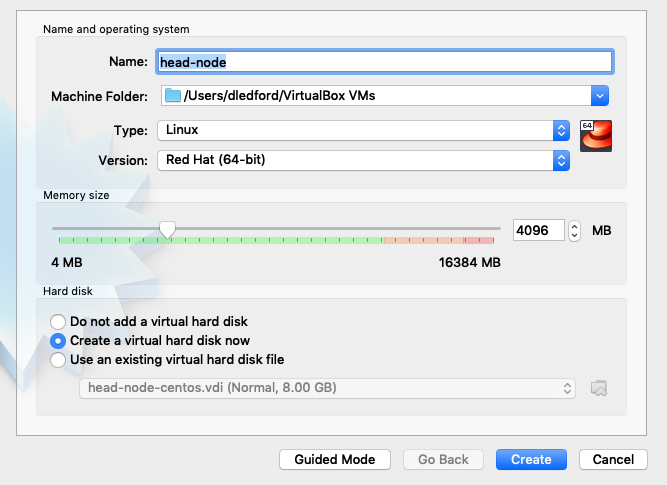 Name and operating system
Name: head-node
Machine Folder: /Users/dledford/VirtualBox VMs
Type: Linux
64
Version: Red Hat (64-bit)
Memory size
4096 MB
4 MB 16384 MB
Hard disk
Do not add a virtual hard disk
Create a virtual hard disk now
Use an existing virtual hard disk file
head-node-centos.vdi (Normal, 8.00 GB)
Guided Mode Go Back Create Cancel